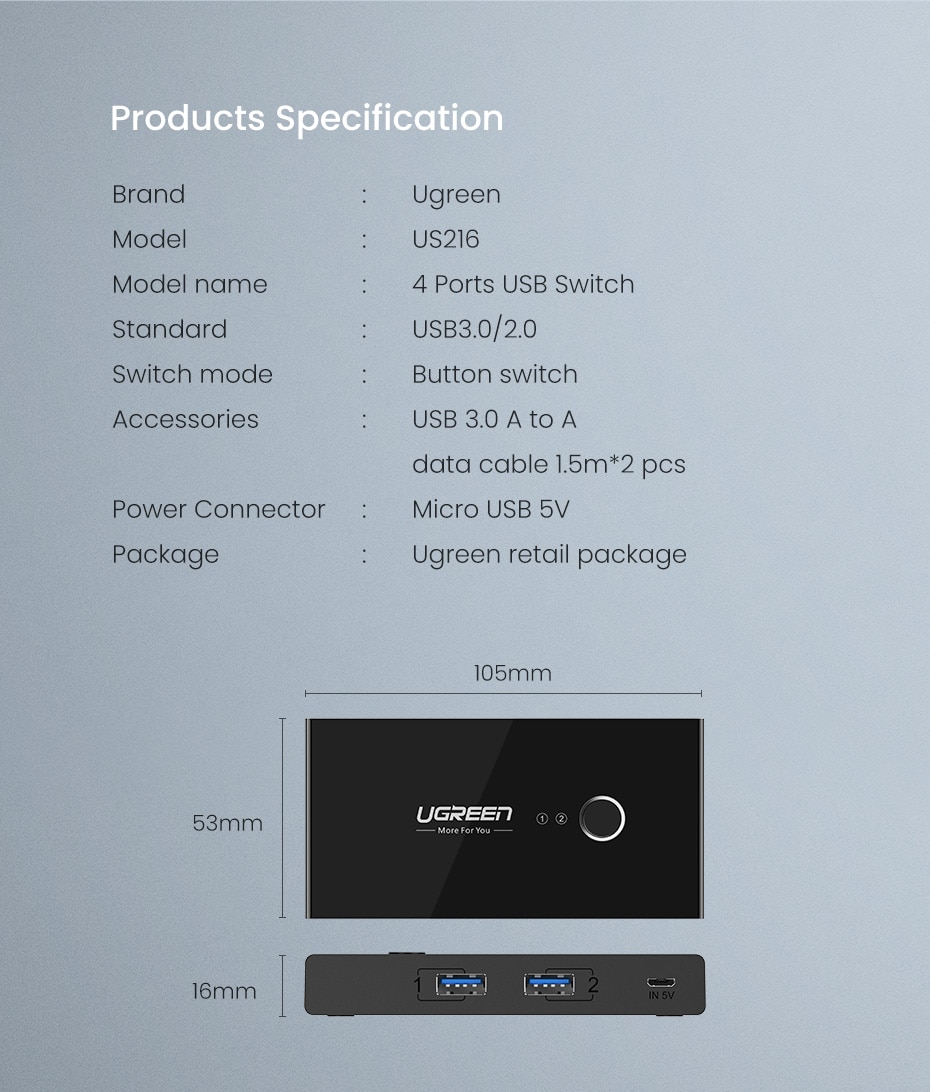 Products Specification
Brand : Ugreen
Model : US216
Model name : 4 Ports USB Switch
Standard : USB3.0/2.0
Switch mode : Button switch
Accessories : USB 3.0 A to A
data cable 1.5m*2 pcs
Power Connector : Micro USB 5V
Package : Ugreen retail package
105mm
53mm
UGREEN
More For You
1 2
16mm
1 2
IN 5V